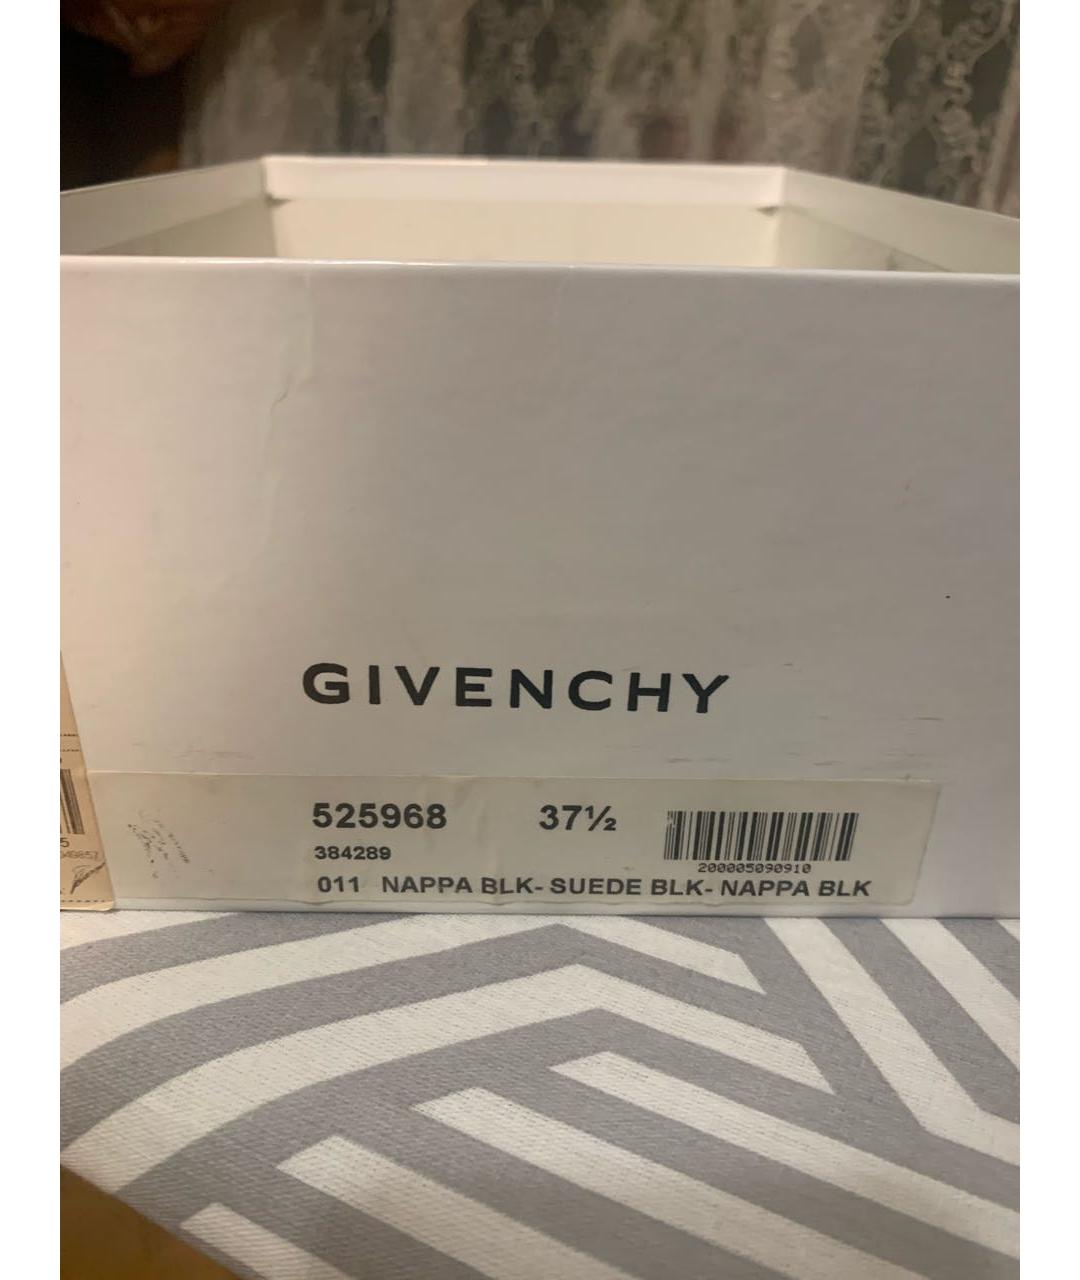 GIVENCHY
525968 37½
384289
200005090910
011 NAPPA BLK- SUEDE BLK- NAPPA BLK